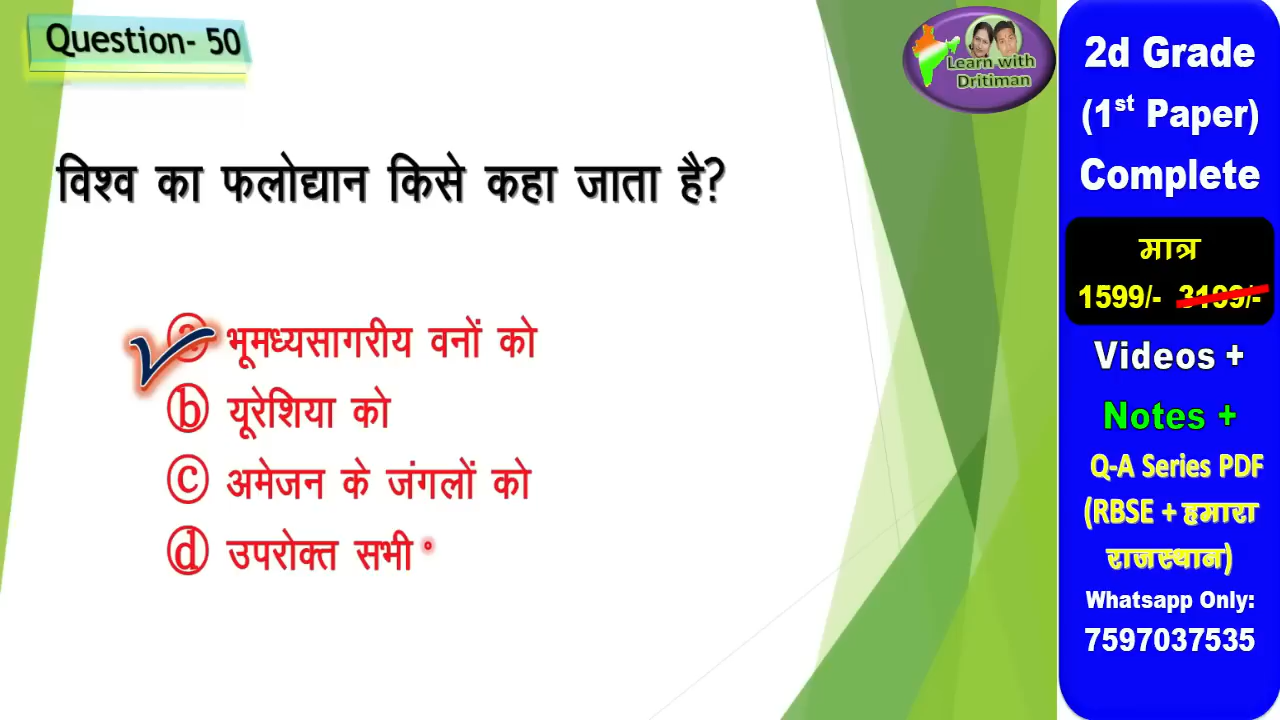 Question- 50
Learn with
Dritiman
विश्व का फलोद्यान किसे कहा जाता है?
ⓐ भूमध्यसागरीय वनों को
ⓑ यूरेशिया को
ⓒ अमेजन के जंगलों को
ⓓ उपरोक्त सभी
2d Grade
(1st Paper)
Complete
मात्र
1599/- 3199/-
Videos +
Notes +
Q-A Series PDF
(RBSE + हमारा
राजस्थान)
Whatsapp Only:
7597037535